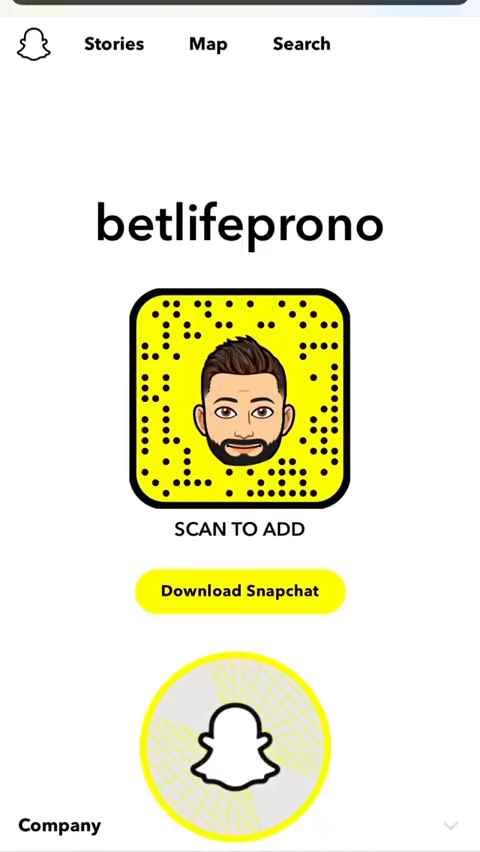 Stories Map Search
betlifeprono
SCAN TO ADD
Download Snapchat
Company